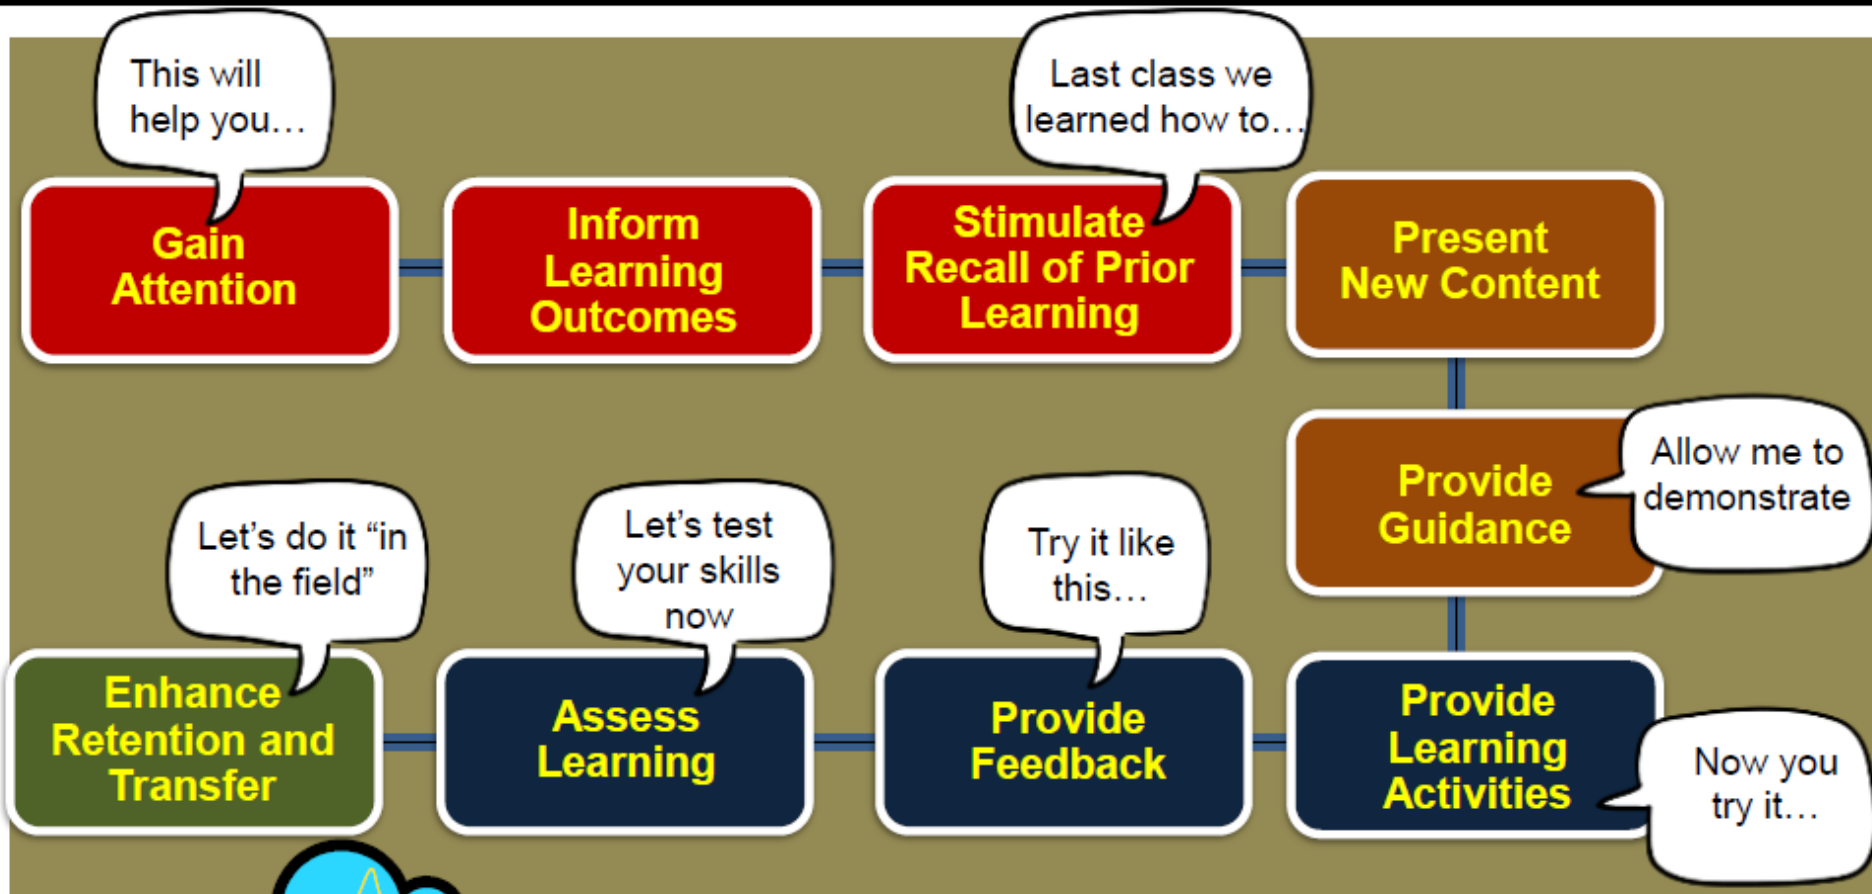 This will
help you…
Gain
Attention
Inform
Learning
Outcomes
Last class we
learned how to…
Stimulate
Recall of Prior
Learning
Present
New Content
Allow me to
demonstrate
Provide
Guidance
Now you
try it…
Provide
Learning
Activities
Try it like
this…
Provide
Feedback
Let’s test
your skills
now
Assess
Learning
Let’s do it “in
the field”
Enhance
Retention and
Transfer